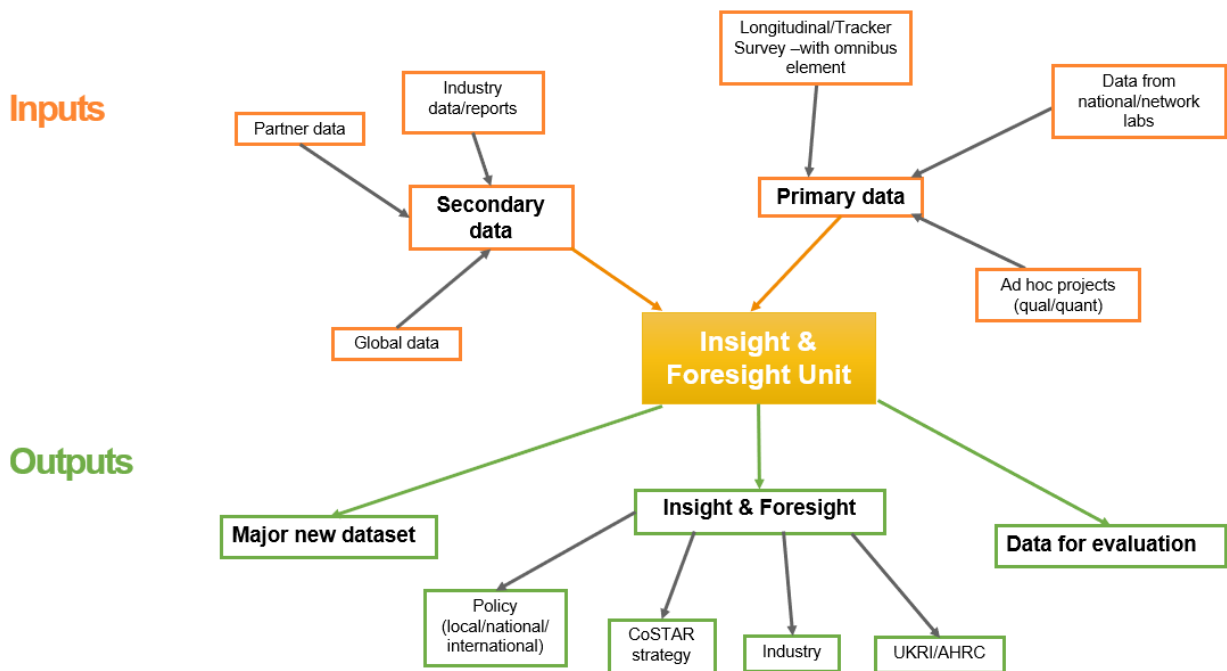 Longitudinal/Tracker
Survey –with omnibus
element
Inputs
Industry
data/reports
Data from
national/network
labs
Partner data
Secondary
data
Primary data
Ad hoc projects
(qual/quant)
Global data
Insight &
Foresight Unit
Outputs
Insight & Foresight
Major new dataset
Data for evaluation
Policy
(local/national/
international)
CoSTAR
strategy
Industry
UKRI/AHRC